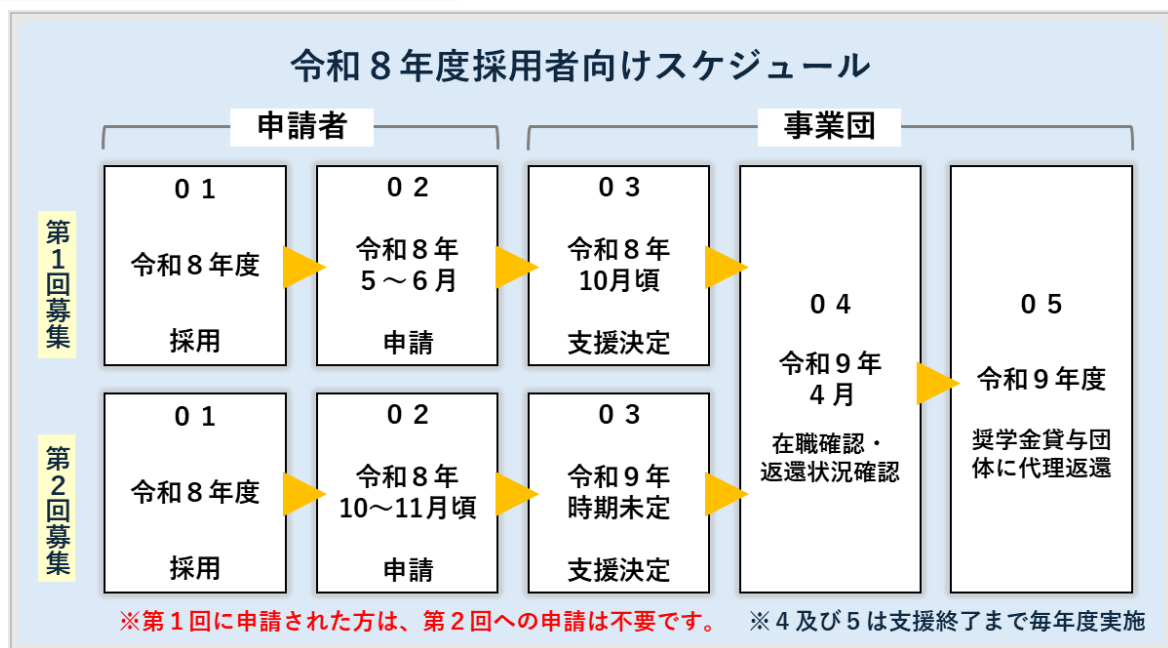 令和８年度採用者向けスケジュール
申請者
事業団
第１回募集
０１
令和８年度
採用
０２
令和８年
５～６月
申請
０３
令和８年
10月頃
支援決定
第２回募集
０１
令和８年度
採用
０２
令和８年
10～11月頃
申請
０３
令和９年
時期未定
支援決定
０４
令和９年
４月
在職確認・
返還状況確認
０５
令和９年度
奨学金貸与団
体に代理返還
※第１回に申請された方は、第２回への申請は不要です。
※４及び５は支援終了まで毎年度実施